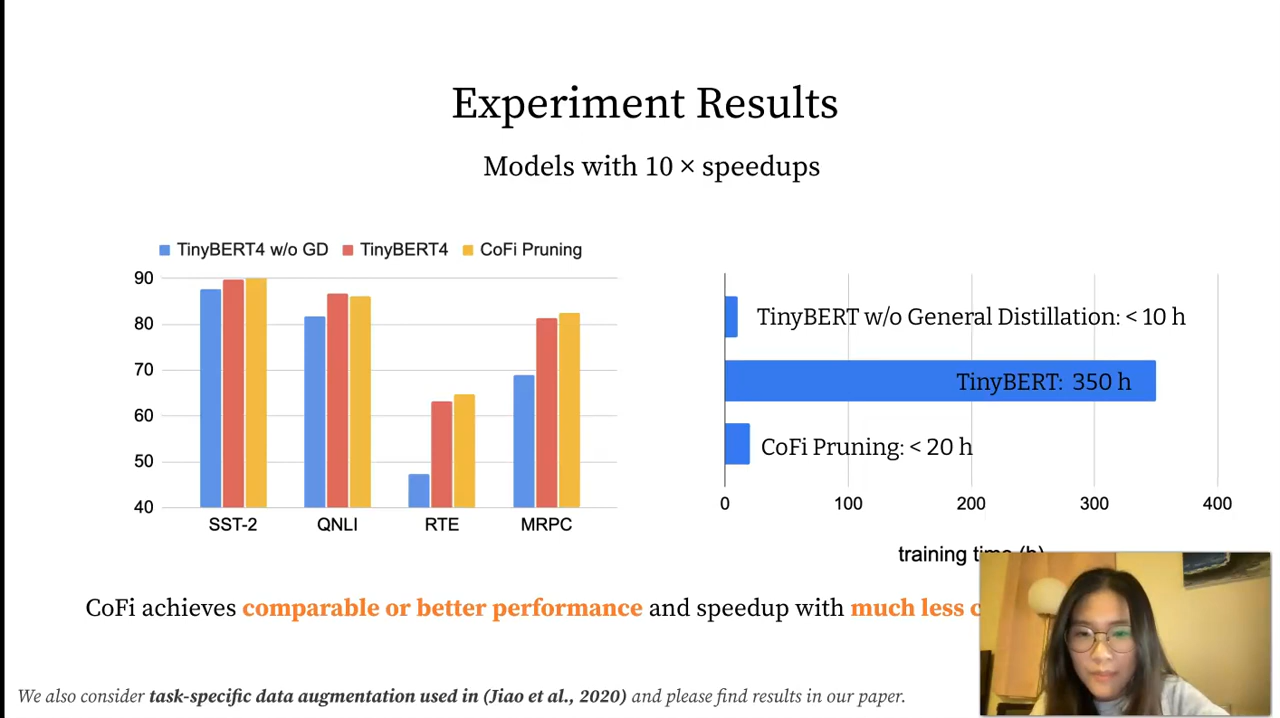 Experiment Results
Models with 10 × speedups
TinyBERT4 w/o GD TinyBERT4 CoFi Pruning
90
80
70
60
50
40
SST-2 QNLI RTE MRPC
TinyBERT w/o General Distillation: < 10 h
TinyBERT: 350 h
CoFi Pruning: < 20 h
0 100 200 300 400
training time (h)
CoFi achieves comparable or better performance and speedup with much less
We also consider task-specific data augmentation used in (Jiao et al., 2020) and please find results in our paper.